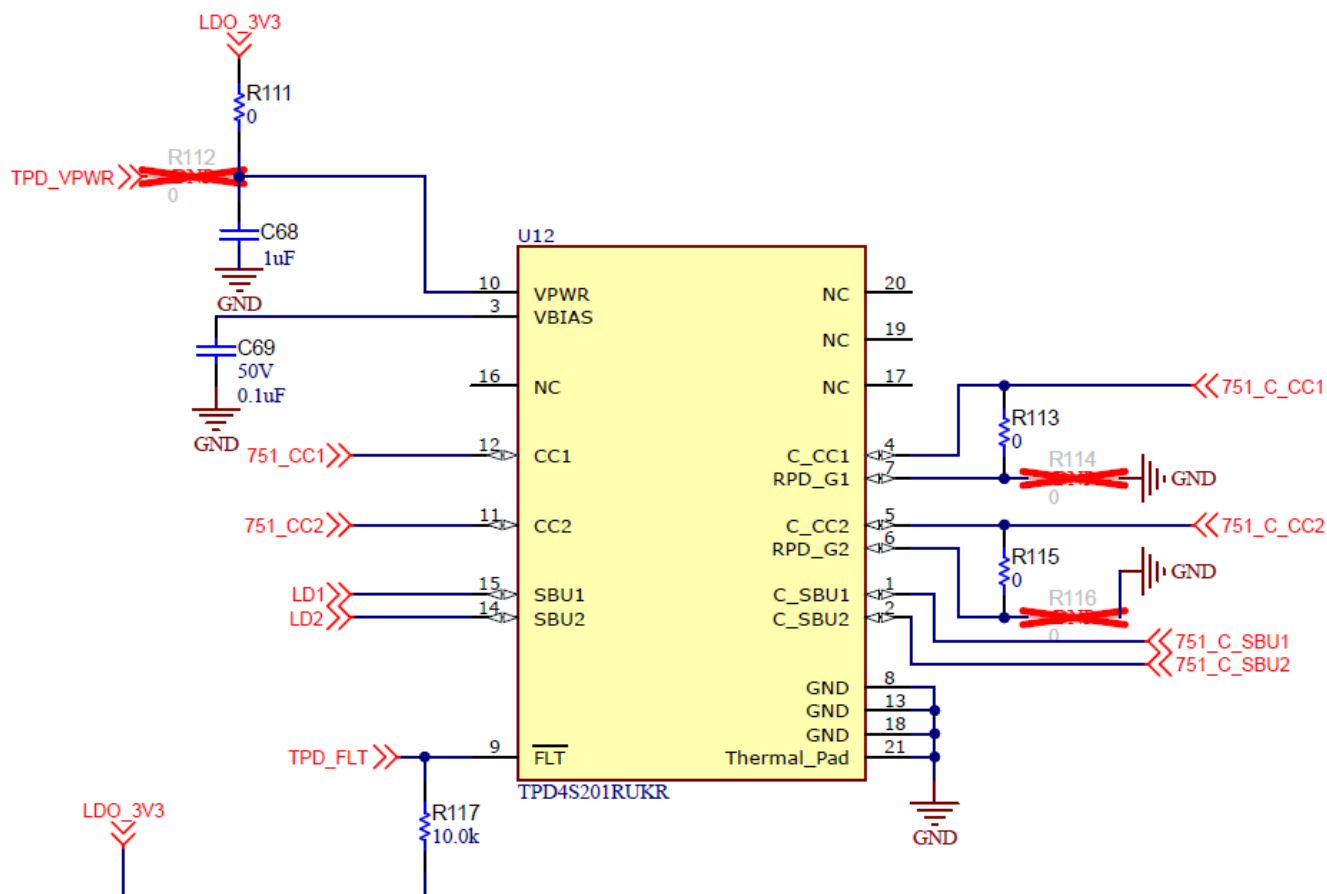 LDO_3V3
R111
0
R112
TPD_VPWR
0
C68
1uF
GND
U12
10 VPWR
3 VBIAS
NC 20
C69
50V
0.1uF
GND
NC 19
16 NC
NC 17
751_C_CC1
R113
0
751_CC1 12 CC1
C_CC1 4
RPD_G1 7
R114
0
GND
751_CC2 11 CC2
C_CC2 5
751_C_CC2
RPD_G2 6
R115
0
GND
LD1 15 SBU1
C_SBU1 1
R116
0
LD2 14 SBU2
C_SBU2 2
751_C_SBU1
751_C_SBU2
GND 8
GND 13
GND 18
TPD_FLT 9 FLT
Thermal_Pad 21
TPD4S201RUKR
GND
LDO_3V3
R117
10.0k